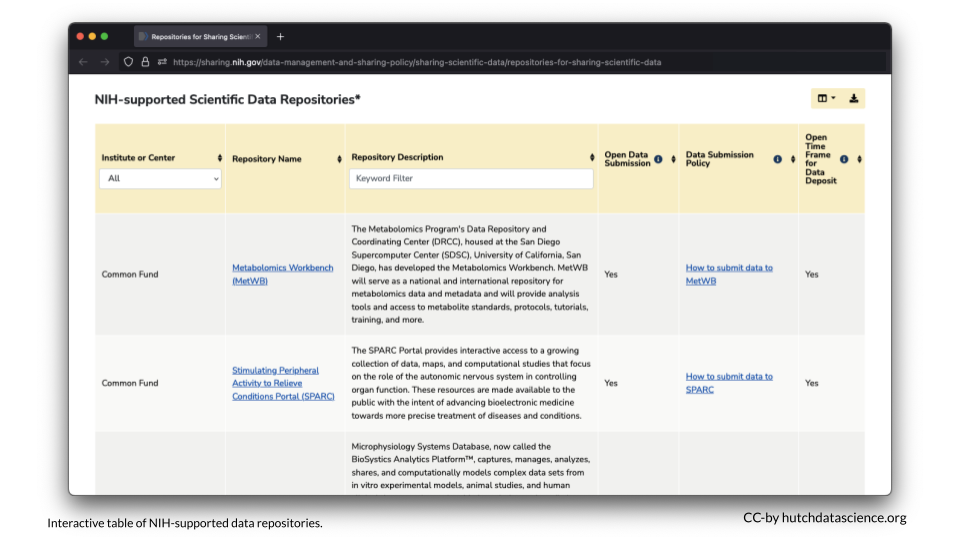 Repositories for Sharing Scienti
https://sharing.nih.gov/data-management-and-sharing-policy/sharing-scientific-data/repositories-for-sharing-scientific-data
NIH-supported Scientific Data Repositories*
Institute or Center
All
Repository Name
Repository Description
Keyword Filter
Open Data
Submission
Data Submission
Policy
Open
Time
Frame
for
Data
Deposit
Common Fund
Metabolomics Workbench
(MetWB)
The Metabolomics Program's Data Repository and
Coordinating Center (DRCC), housed at the San Diego
Supercomputer Center (SDSC), University of California, San
Diego, has developed the Metabolomics Workbench. MetWB
will serve as a national and international repository for
metabolomics data and metadata and will provide analysis
tools and access to metabolite standards, protocols, tutorials,
training, and more.
Yes
How to submit data to
MetWB
Yes
Common Fund
Stimulating Peripheral
Activity to Relieve
Conditions Portal (SPARC)
The SPARC Portal provides interactive access to a growing
collection of data, maps, and computational studies that focus
on the role of the autonomic nervous system in controlling
organ function. These resources are made available to the
public with the intent of advancing bioelectronic medicine
towards more precise treatment of diseases and conditions.
Yes
How to submit data to
SPARC
Yes
Microphysiology Systems Database, now called the
BioSystics Analytics Platform™, captures, manages, analyzes,
shares, and computationally models complex data sets from
in vitro experimental models, animal studies, and human
Interactive table of NIH-supported data repositories.
CC-by hutchdatascience.org